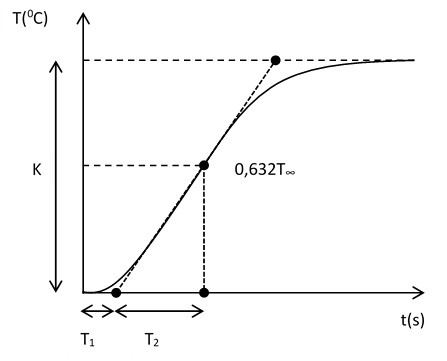 T(⁰C)
K
0,632T∞
t(s)
T₁
T₂